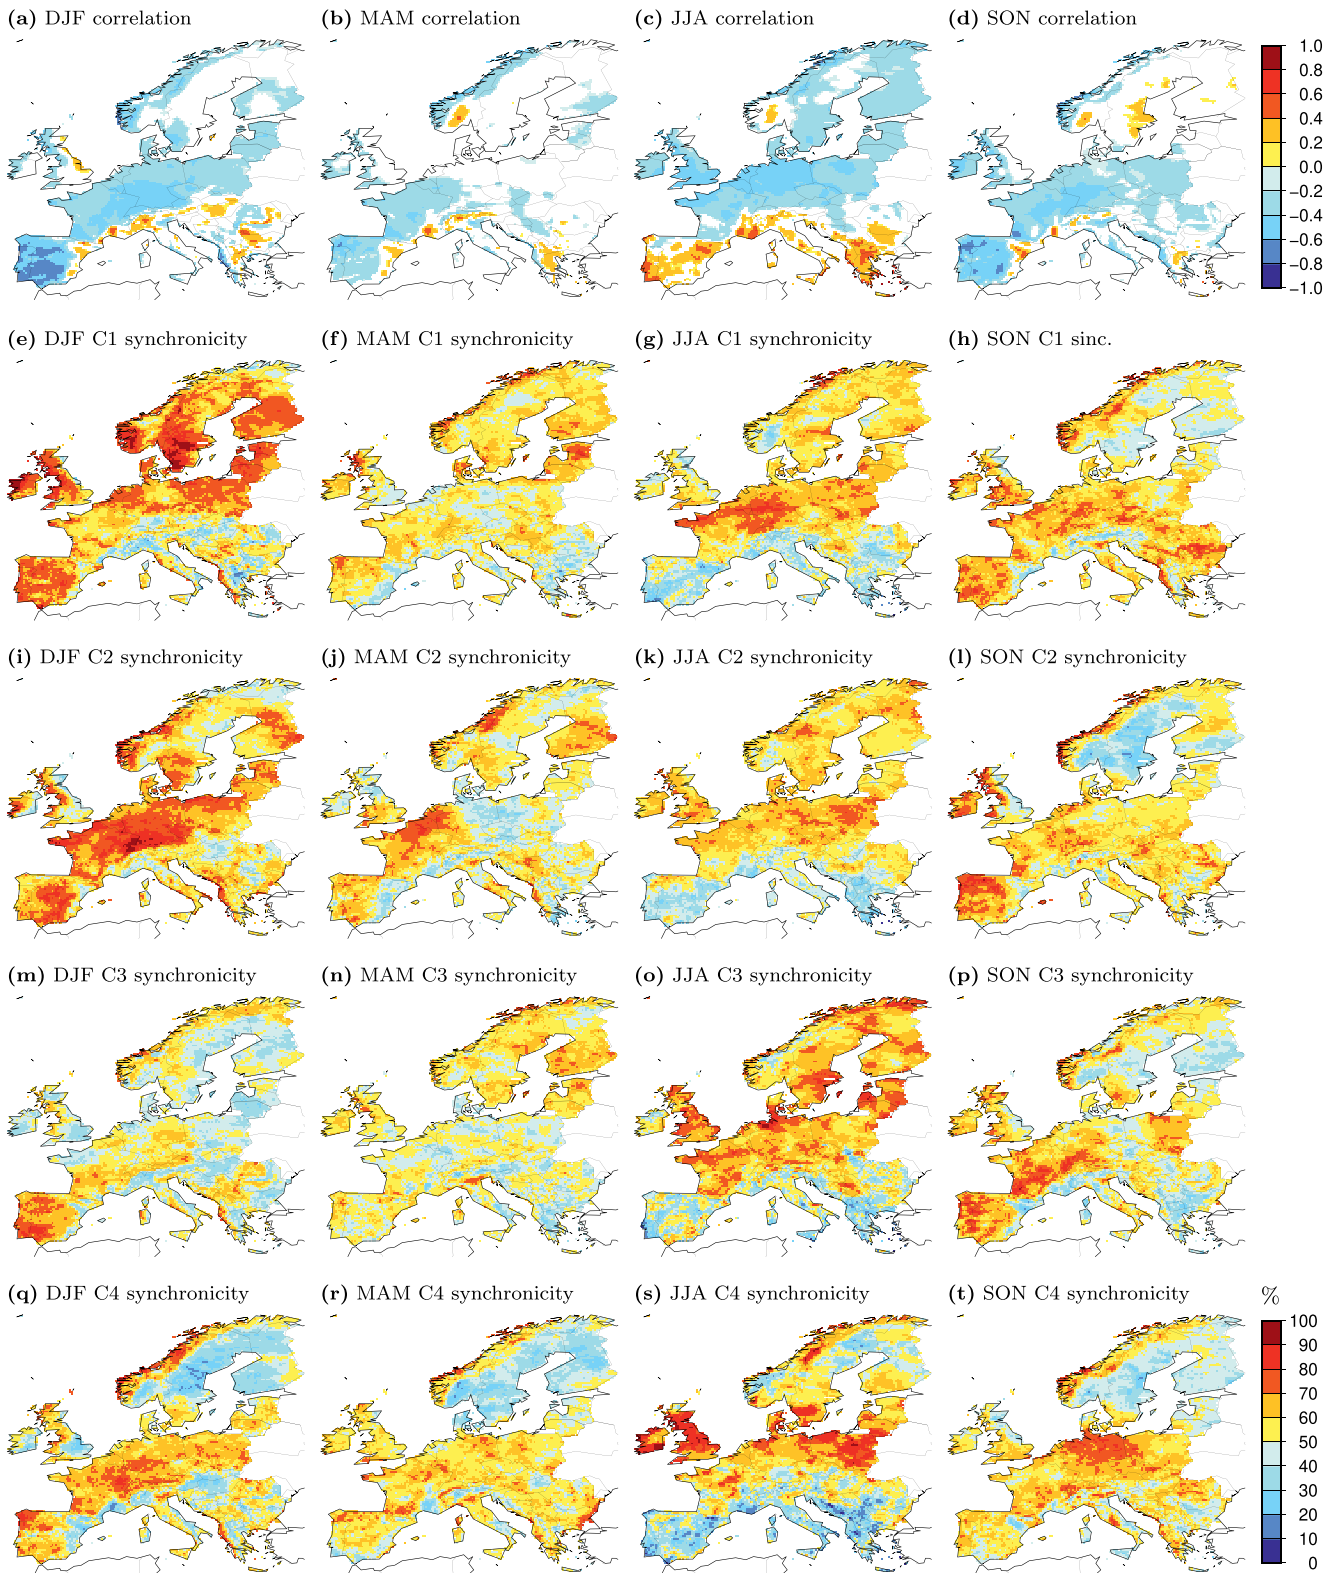 (a) DJF correlation
(b) MAM correlation
(c) JJA correlation
(d) SON correlation
1.0
0.8
0.6
0.4
0.2
0.0
−0.2
−0.4
−0.6
−0.8
−1.0
(e) DJF C1 synchronicity
(f) MAM C1 synchronicity
(g) JJA C1 synchronicity
(h) SON C1 sinc.
(i) DJF C2 synchronicity
(j) MAM C2 synchronicity
(k) JJA C2 synchronicity
(l) SON C2 synchronicity
(m) DJF C3 synchronicity
(n) MAM C3 synchronicity
(o) JJA C3 synchronicity
(p) SON C3 synchronicity
(q) DJF C4 synchronicity
(r) MAM C4 synchronicity
(s) JJA C4 synchronicity
(t) SON C4 synchronicity
%
100
90
80
70
60
50
40
30
20
10
0